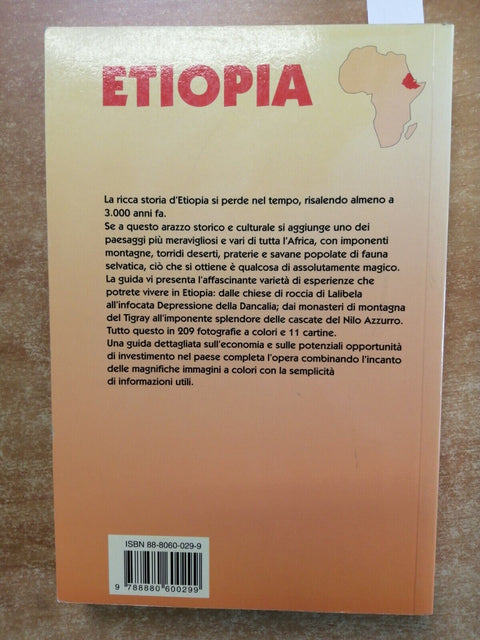 ETIOPIA
La ricca storia d'Etiopia si perde nel tempo, risalendo almeno a
3.000 anni fa.
Se a questo arazzo storico e culturale si aggiunge uno dei
paesaggi più meravigliosi e vari di tutta l'Africa, con imponenti
montagne, torridi deserti, praterie e savane popolate di fauna
selvatica, ciò che si ottiene è qualcosa di assolutamente magico.
La guida vi presenta l'affascinante varietà di esperienze che
potrete vivere in Etiopia: dalle chiese di roccia di Lalibela
all'infocata Depressione della Dancalia; dai monasteri di montagna
del Tigray all'imponente splendore delle cascate del Nilo Azzurro.
Tutto questo in 209 fotografie a colori e 11 cartine.
Una guida dettagliata sull'economia e sulle potenziali opportunità
di investimento nel paese completa l'opera combinando l'incanto
delle magnifiche immagini a colori con la semplicità
di informazioni utili.
ISBN 88-8060-029-9
9 788880 600299